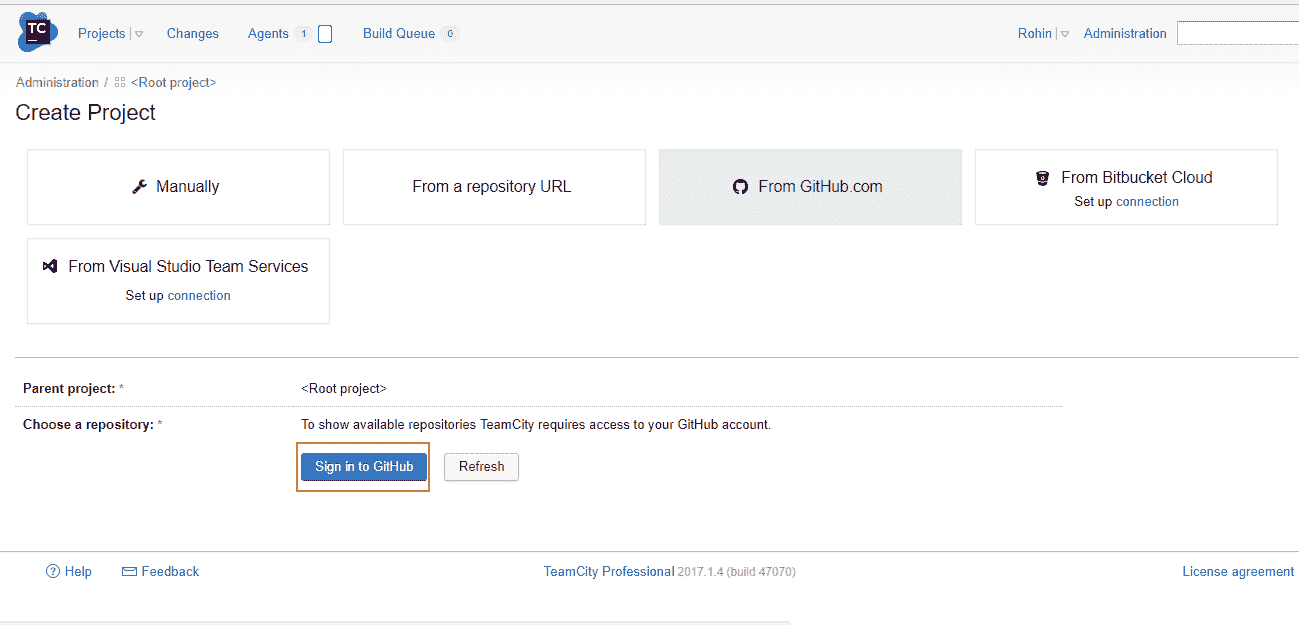 TC
Projects Changes Agents 1 Build Queue 0 Rohin Administration
Administration / <Root project>
Create Project
Manually
From a repository URL
From GitHub.com
From Bitbucket Cloud
Set up connection
From Visual Studio Team Services
Set up connection
Parent project: * <Root project>
Choose a repository: * To show available repositories TeamCity requires access to your GitHub account.
Sign in to GitHub Refresh
Help Feedback TeamCity Professional 2017.1.4 (build 47070) License agreement